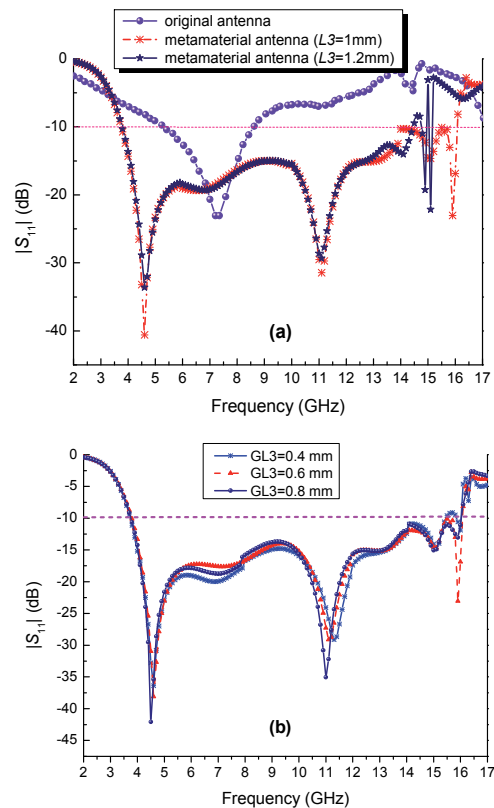 original antenna
metamaterial antenna (L3=1mm)
metamaterial antenna (L3=1.2mm)
0
-10
-20
-30
-40
|S11| (dB)
(a)
2 3 4 5 6 7 8 9 10 11 12 13 14 15 16 17
Frequency (GHz)
GL3=0.4 mm
GL3=0.6 mm
GL3=0.8 mm
0
-5
-10
-15
-20
-25
-30
-35
-40
-45
|S11| (dB)
(b)
2 3 4 5 6 7 8 9 10 11 12 13 14 15 16 17
Frequency (GHz)